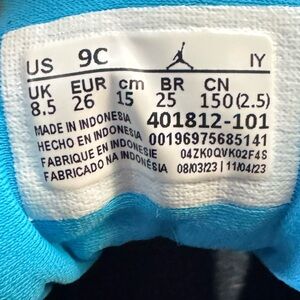 US 9C IY
UK EUR cm BR CN
8.5 26 15 25 150(2.5)
MADE IN INDONESIA 401812-101
HECHO EN INDONESIA 00196975685141
FABRIQUE EN INDONESIE 04ZK0QVK02F4S
FABRICADO NA INDONÉSIA 08/03/23 | 11/04/23